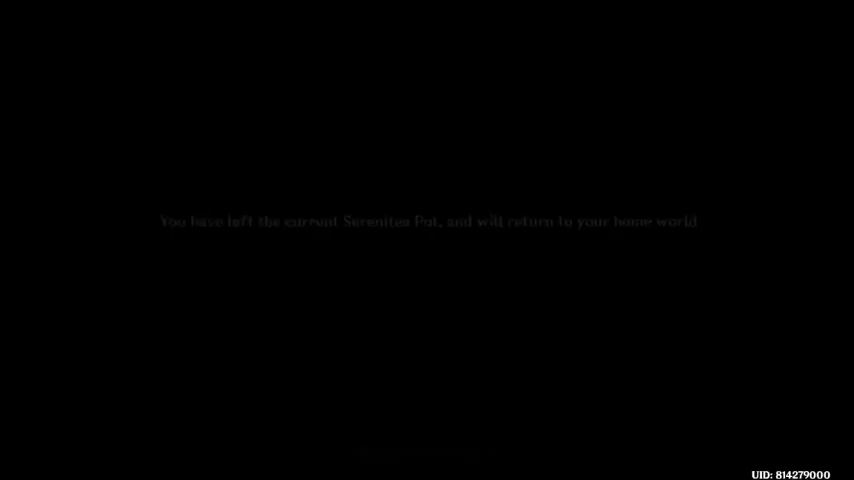 You have left the current Serenitea Pot, and will return to your home world
UID: 814279000